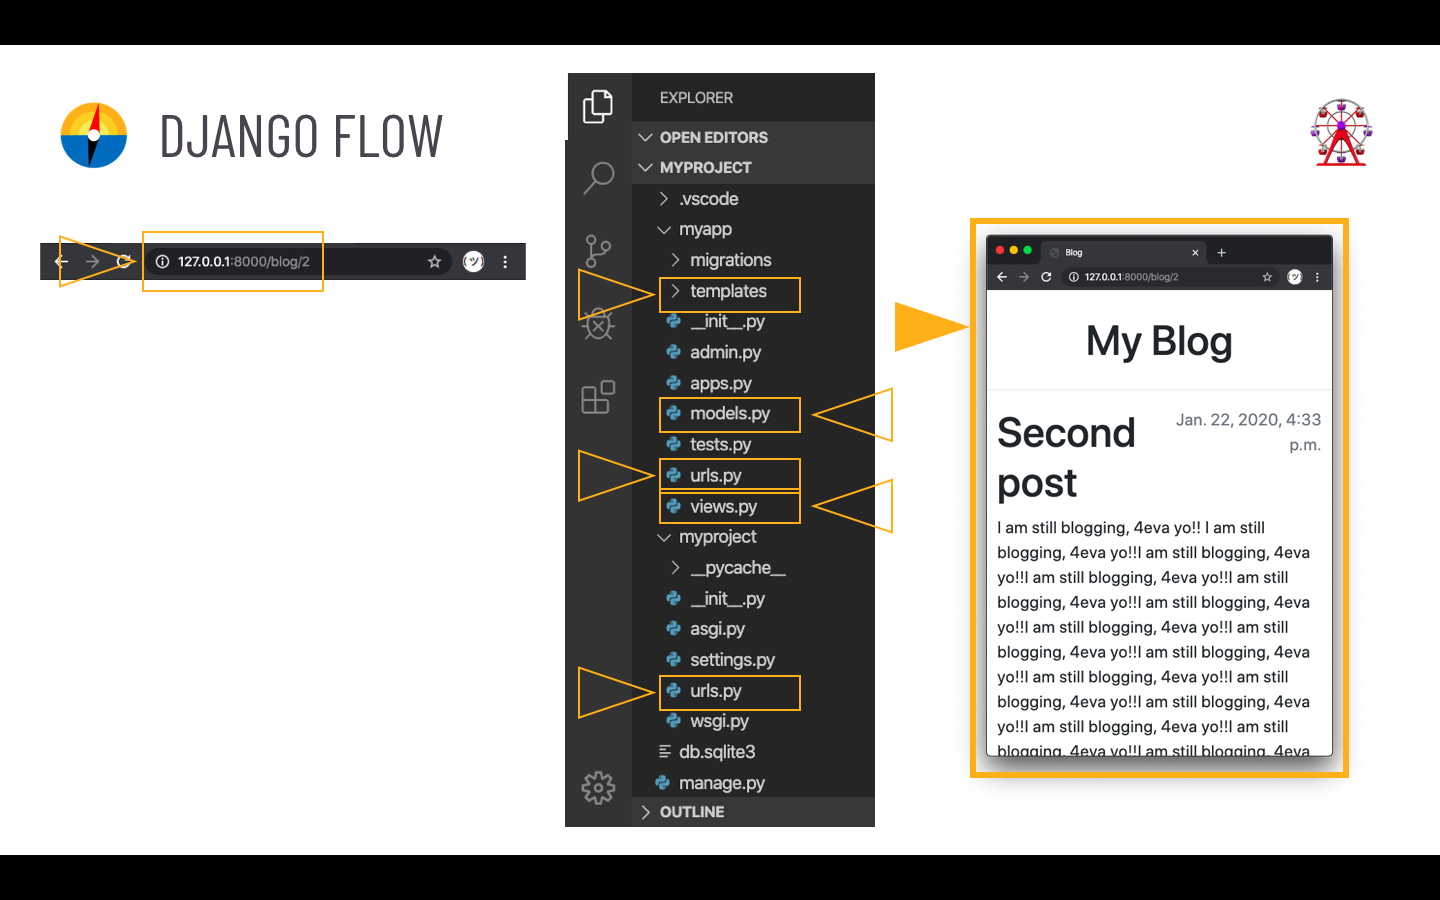 DJANGO FLOW
127.0.0.1:8000/blog/2
EXPLORER
OPEN EDITORS
MYPROJECT
.vscode
myapp
migrations
templates
__init__.py
admin.py
apps.py
models.py
tests.py
urls.py
views.py
myproject
__pycache__
__init__.py
asgi.py
settings.py
urls.py
wsgi.py
db.sqlite3
manage.py
OUTLINE
Blog
127.0.0.1:8000/blog/2
My Blog
Second
post
Jan. 22, 2020, 4:33
p.m.
I am still blogging, 4eva yo!! I am still
blogging, 4eva yo!!I am still blogging, 4eva
yo!!I am still blogging, 4eva yo!!I am still
blogging, 4eva yo!!I am still blogging, 4eva
yo!!I am still blogging, 4eva yo!!I am still
blogging, 4eva yo!!I am still blogging, 4eva
yo!!I am still blogging, 4eva yo!!I am still
blogging, 4eva yo!!I am still blogging, 4eva
yo!!I am still blogging, 4eva yo!!I am still
blogging, 4eva yo!!I am still blogging, 4eva